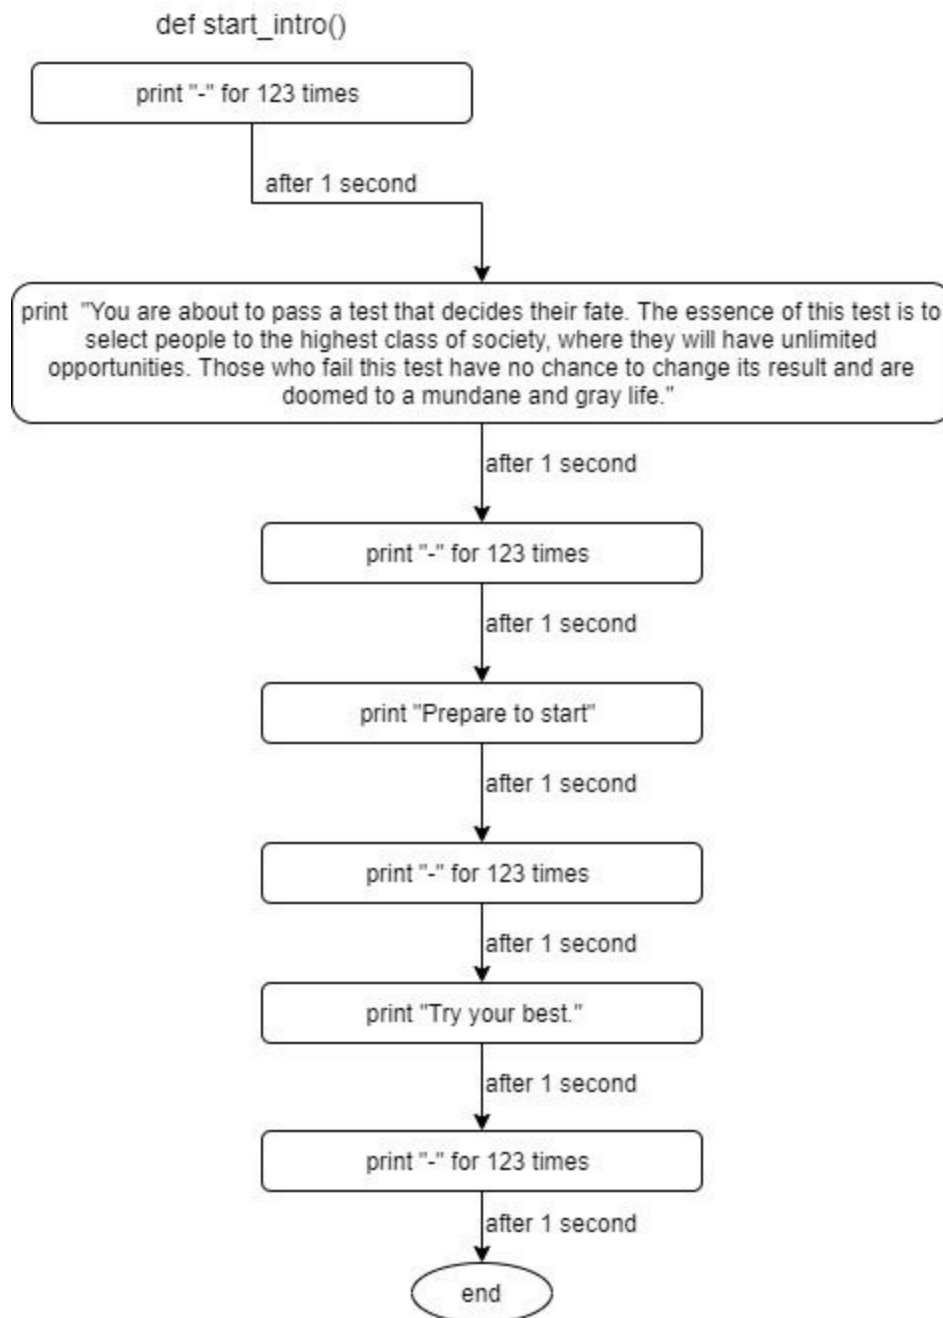 def start_intro()
print "-" for 123 times
after 1 second
print  "You are about to pass a test that decides their fate. The essence of this test is to
select people to the highest class of society, where they will have unlimited
opportunities. Those who fail this test have no chance to change its result and are
doomed to a mundane and gray life."
after 1 second
print "-" for 123 times
after 1 second
print "Prepare to start"
after 1 second
print "-" for 123 times
after 1 second
print "Try your best."
after 1 second
print "-" for 123 times
after 1 second
end